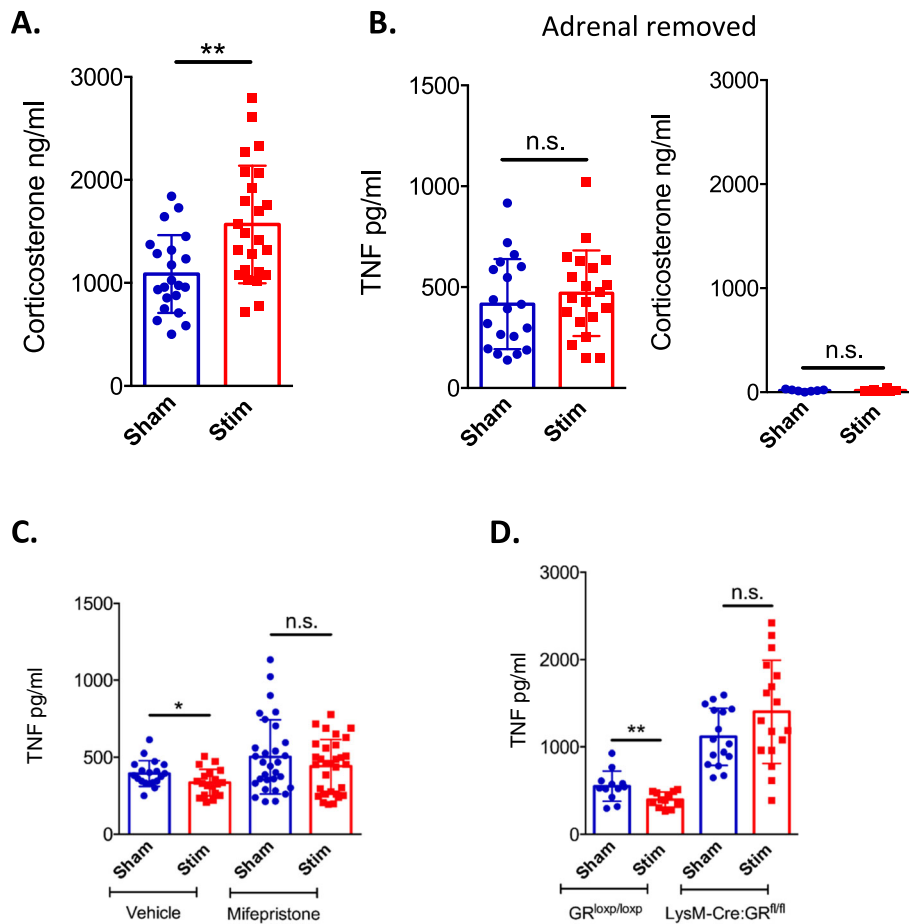 A.
**
3000
2000
1000
0
Corticosterone ng/ml
Sham
Stim
B.
Adrenal removed
n.s.
1500
1000
500
0
TNF pg/ml
Sham
Stim
n.s.
3000
2000
1000
0
Corticosterone ng/ml
Sham
Stim
C.
n.s.
*
1500
1000
500
0
TNF pg/ml
Sham
Stim
Sham
Stim
Vehicle
Mifepristone
D.
n.s.
**
3000
2000
1000
0
TNF pg/ml
Sham
Stim
Sham
Stim
GRloxp/loxp
LysM-Cre:GRfl/fl